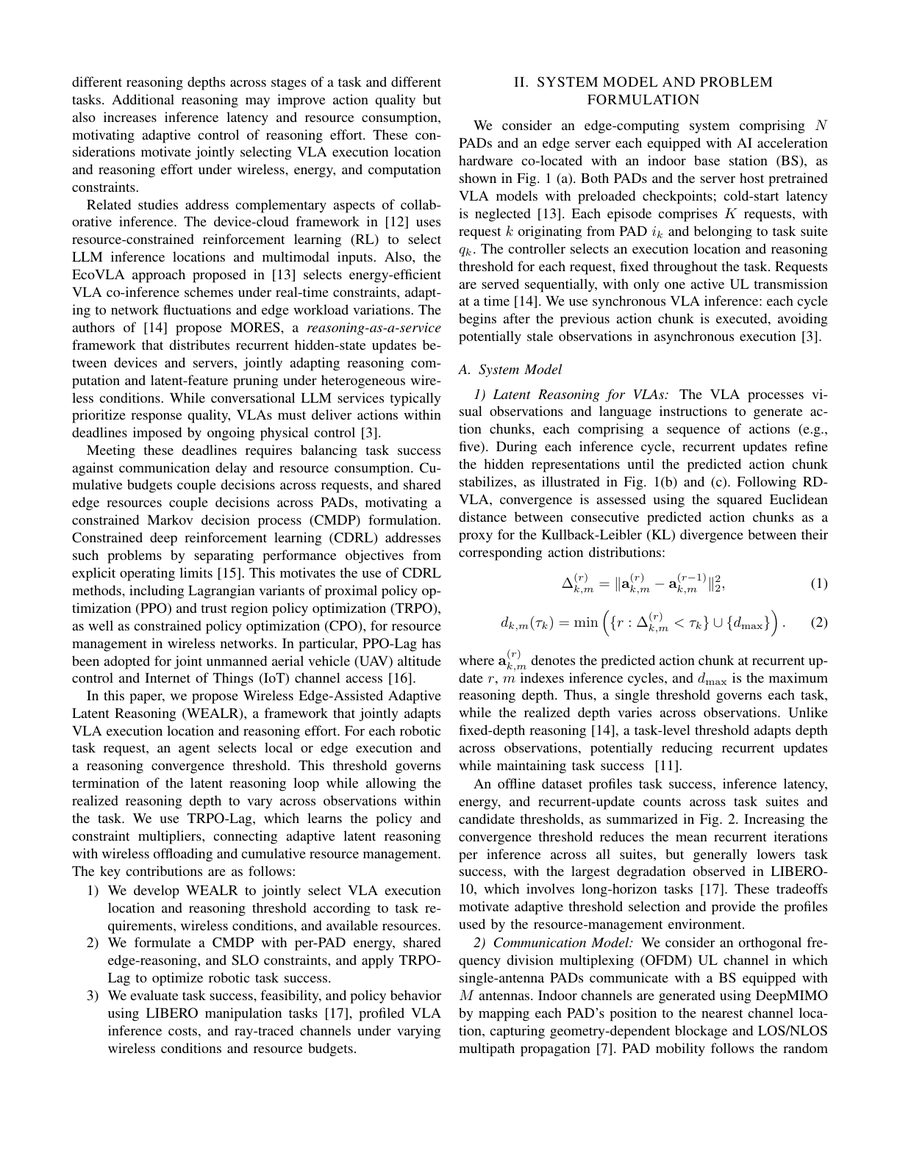 different reasoning depths across stages of a task and different
tasks. Additional reasoning may improve action quality but
also increases inference latency and resource consumption,
motivating adaptive control of reasoning effort. These con-
siderations motivate jointly selecting VLA execution location
and reasoning effort under wireless, energy, and computation
constraints.
Related studies address complementary aspects of collab-
orative inference. The device-cloud framework in [12] uses
resource-constrained reinforcement learning (RL) to select
LLM inference locations and multimodal inputs. Also, the
EcoVLA approach proposed in [13] selects energy-efficient
VLA co-inference schemes under real-time constraints, adapt-
ing to network fluctuations and edge workload variations. The
authors of [14] propose MORES, a reasoning-as-a-service
framework that distributes recurrent hidden-state updates be-
tween devices and servers, jointly adapting reasoning com-
putation and latent-feature pruning under heterogeneous wire-
less conditions. While conversational LLM services typically
prioritize response quality, VLAs must deliver actions within
deadlines imposed by ongoing physical control [3].
Meeting these deadlines requires balancing task success
against communication delay and resource consumption. Cu-
mulative budgets couple decisions across requests, and shared
edge resources couple decisions across PADs, motivating a
constrained Markov decision process (CMDP) formulation.
Constrained deep reinforcement learning (CDRL) addresses
such problems by separating performance objectives from
explicit operating limits [15]. This motivates the use of CDRL
methods, including Lagrangian variants of proximal policy op-
timization (PPO) and trust region policy optimization (TRPO),
as well as constrained policy optimization (CPO), for resource
management in wireless networks. In particular, PPO-Lag has
been adopted for joint unmanned aerial vehicle (UAV) altitude
control and Internet of Things (IoT) channel access [16].
In this paper, we propose Wireless Edge-Assisted Adaptive
Latent Reasoning (WEALR), a framework that jointly adapts
VLA execution location and reasoning effort. For each robotic
task request, an agent selects local or edge execution and
a reasoning convergence threshold. This threshold governs
termination of the latent reasoning loop while allowing the
realized reasoning depth to vary across observations within
the task. We use TRPO-Lag, which learns the policy and
constraint multipliers, connecting adaptive latent reasoning
with wireless offloading and cumulative resource management.
The key contributions are as follows:
1) We develop WEALR to jointly select VLA execution
location and reasoning threshold according to task re-
quirements, wireless conditions, and available resources.
2) We formulate a CMDP with per-PAD energy, shared
edge-reasoning, and SLO constraints, and apply TRPO-
Lag to optimize robotic task success.
3) We evaluate task success, feasibility, and policy behavior
using LIBERO manipulation tasks [17], profiled VLA
inference costs, and ray-traced channels under varying
wireless conditions and resource budgets.
II. SYSTEM MODEL AND PROBLEM
FORMULATION
We consider an edge-computing system comprising N
PADs and an edge server each equipped with AI acceleration
hardware co-located with an indoor base station (BS), as
shown in Fig. 1 (a). Both PADs and the server host pretrained
VLA models with preloaded checkpoints; cold-start latency
is neglected [13]. Each episode comprises K requests, with
request k originating from PAD i_k and belonging to task suite
q_k. The controller selects an execution location and reasoning
threshold for each request, fixed throughout the task. Requests
are served sequentially, with only one active UL transmission
at a time [14]. We use synchronous VLA inference: each cycle
begins after the previous action chunk is executed, avoiding
potentially stale observations in asynchronous execution [3].
A. System Model
1) Latent Reasoning for VLAs: The VLA processes vi-
sual observations and language instructions to generate ac-
tion chunks, each comprising a sequence of actions (e.g.,
five). During each inference cycle, recurrent updates refine
the hidden representations until the predicted action chunk
stabilizes, as illustrated in Fig. 1(b) and (c). Following RD-
VLA, convergence is assessed using the squared Euclidean
distance between consecutive predicted action chunks as a
proxy for the Kullback-Leibler (KL) divergence between their
corresponding action distributions:
Δ_{k,m}^{(r)} = ‖a_{k,m}^{(r)} − a_{k,m}^{(r−1)}‖_2^2, (1)
d_{k,m}(τ_k) = min ({r : Δ_{k,m}^{(r)} < τ_k} ∪ {d_max}). (2)
where a_{k,m}^{(r)} denotes the predicted action chunk at recurrent up-
date r, m indexes inference cycles, and d_max is the maximum
reasoning depth. Thus, a single threshold governs each task,
while the realized depth varies across observations. Unlike
fixed-depth reasoning [14], a task-level threshold adapts depth
across observations, potentially reducing recurrent updates
while maintaining task success [11].
An offline dataset profiles task success, inference latency,
energy, and recurrent-update counts across task suites and
candidate thresholds, as summarized in Fig. 2. Increasing the
convergence threshold reduces the mean recurrent iterations
per inference across all suites, but generally lowers task
success, with the largest degradation observed in LIBERO-
10, which involves long-horizon tasks [17]. These tradeoffs
motivate adaptive threshold selection and provide the profiles
used by the resource-management environment.
2) Communication Model: We consider an orthogonal fre-
quency division multiplexing (OFDM) UL channel in which
single-antenna PADs communicate with a BS equipped with
M antennas. Indoor channels are generated using DeepMIMO
by mapping each PAD's position to the nearest channel loca-
tion, capturing geometry-dependent blockage and LOS/NLOS
multipath propagation [7]. PAD mobility follows the random